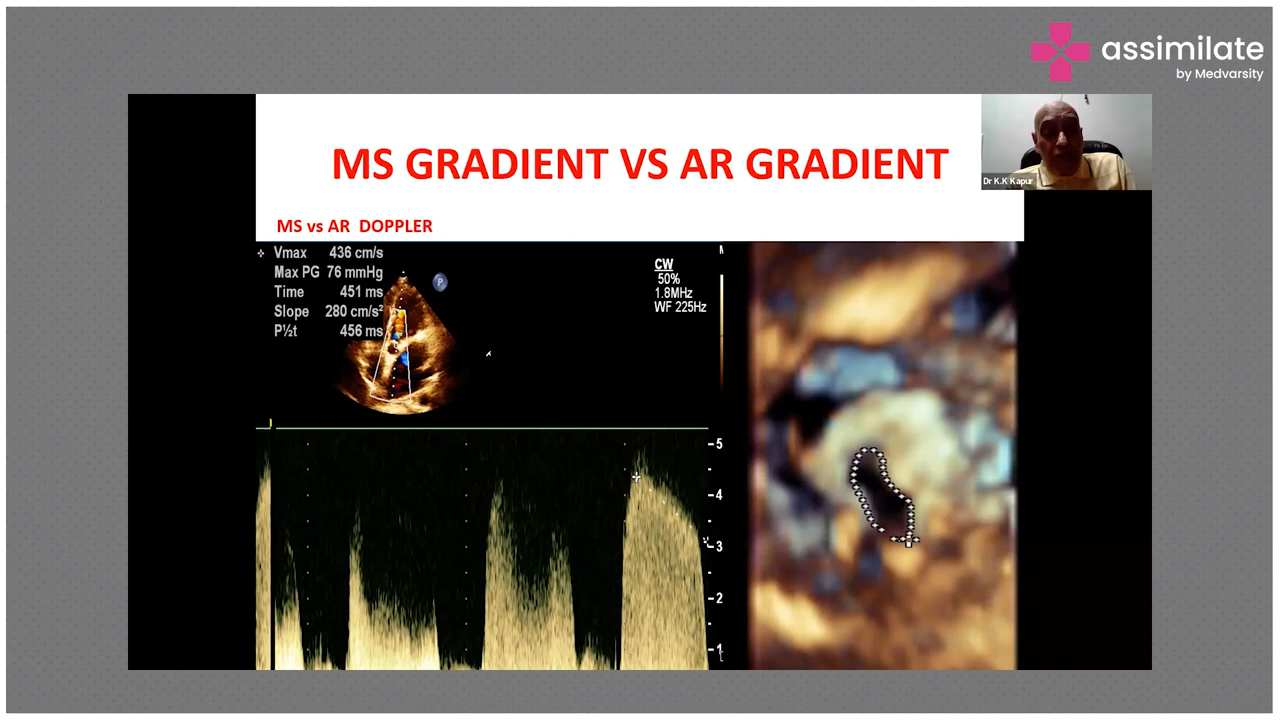 assimilate
by Medvarsity
MS GRADIENT VS AR GRADIENT
Dr K.K Kapur
MS vs AR DOPPLER
Vmax 436 cm/s
Max PG 76 mmHg
Time 451 ms
Slope 280 cm/s²
P½t 456 ms
P
CW
50%
1.8MHz
WF 225Hz
5
4
3
2
1